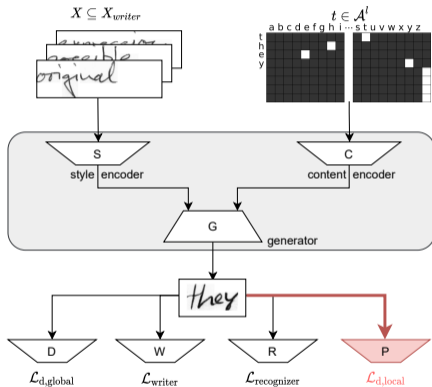 X ⊆ X_writer
t ∈ 𝒜^l
original
a b c d e f g h i ... s t u v w x y z
t
h
e
y
S
C
style encoder
content encoder
G
generator
they
D
W
R
P
ℒ_d,global
ℒ_writer
ℒ_recognizer
ℒ_d,local